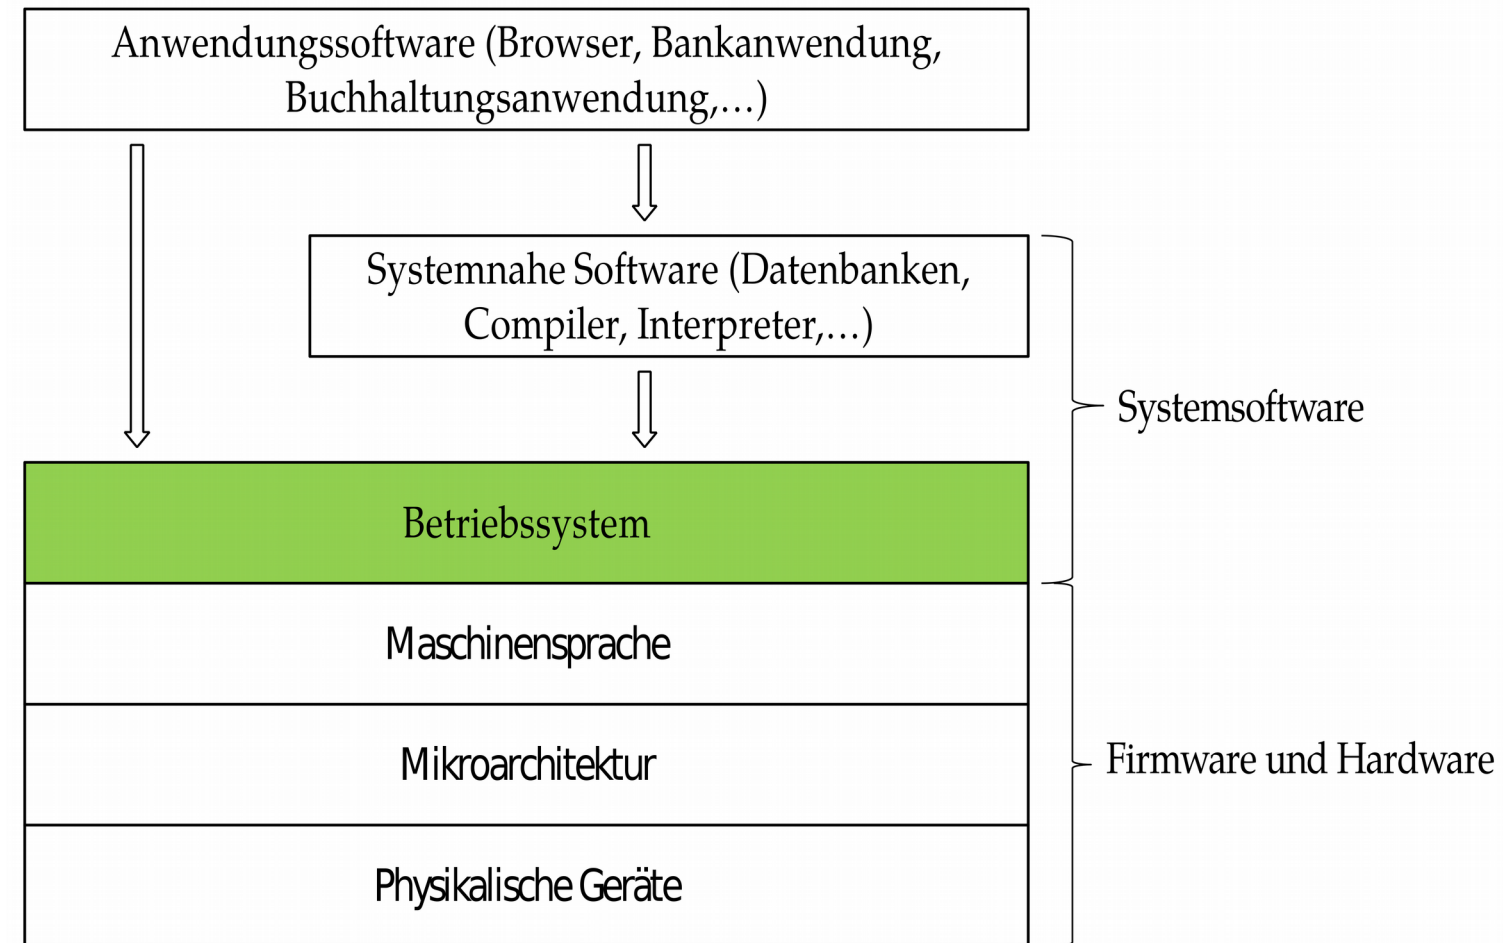 Anwendungssoftware (Browser, Bankanwendung,
Buchhaltungsanwendung,…)
Systemnahe Software (Datenbanken,
Compiler, Interpreter,…)
Systemsoftware
Betriebssystem
Maschinensprache
Mikroarchitektur
Firmware und Hardware
Physikalische Geräte